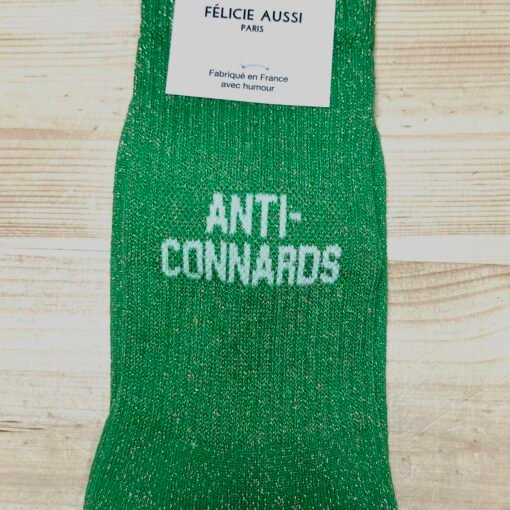 FÉLICIE AUSSI
PARIS
Fabriqué en France
avec humour
ANTI-
CONNARDS